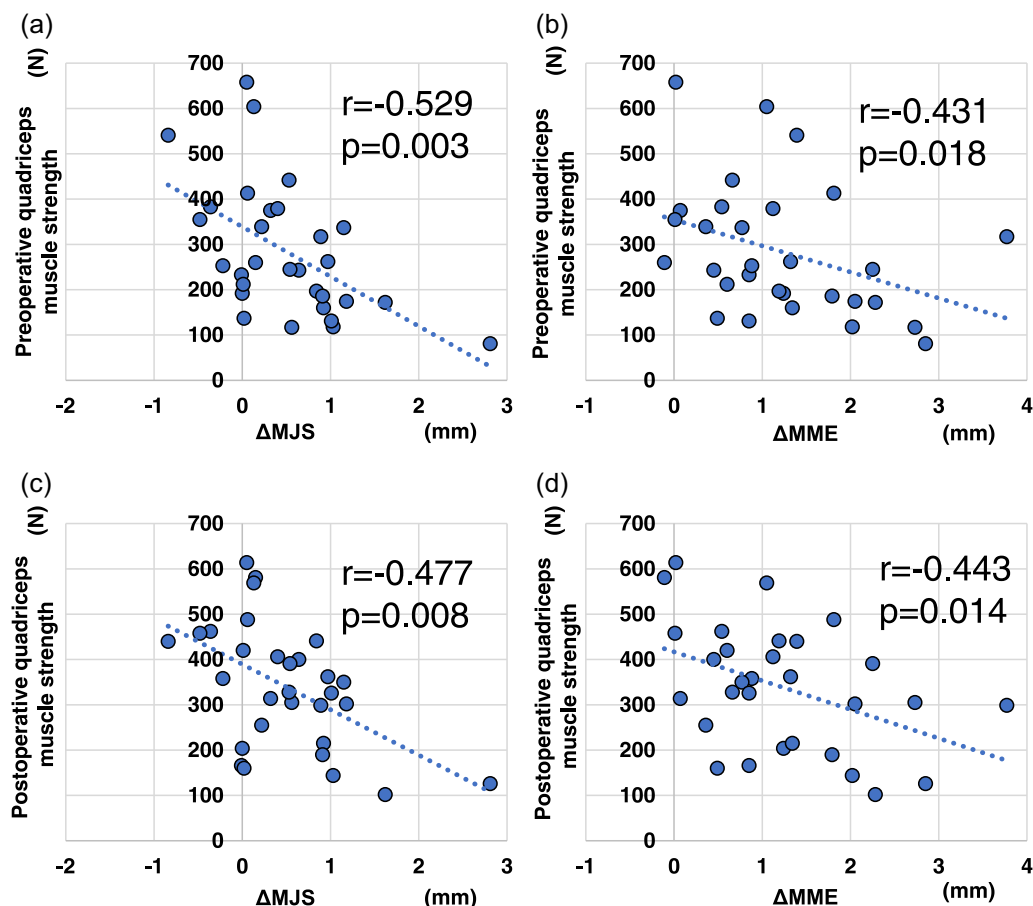 (a)
Preoperative quadriceps
muscle strength
(N)
700
600
500
400
300
200
100
0
r=-0.529
p=0.003
-2
-1
0
1
2
3
ΔMJS
(mm)
(b)
Preoperative quadriceps
muscle strength
(N)
700
600
500
400
300
200
100
0
r=-0.431
p=0.018
-1
0
1
2
3
4
ΔMME
(mm)
(c)
Postoperative quadriceps
muscle strength
(N)
700
600
500
400
300
200
100
0
r=-0.477
p=0.008
-2
-1
0
1
2
3
ΔMJS
(mm)
(d)
Postoperative quadriceps
muscle strength
(N)
700
600
500
400
300
200
100
0
r=-0.443
p=0.014
-1
0
1
2
3
4
ΔMME
(mm)